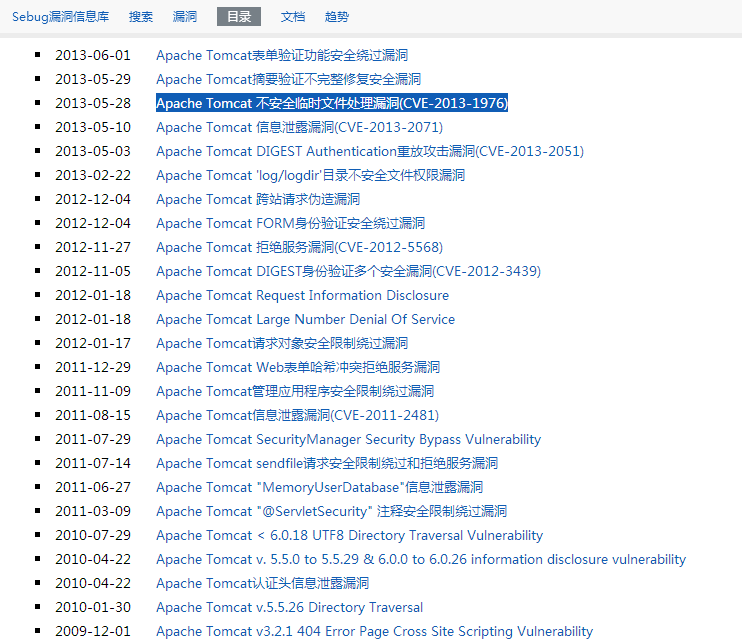 Sebug漏洞信息库 搜索 漏洞 目录 文档 趋势
2013-06-01 Apache Tomcat表单验证功能安全绕过漏洞
2013-05-29 Apache Tomcat摘要验证不完整修复安全漏洞
2013-05-28 Apache Tomcat 不安全临时文件处理漏洞(CVE-2013-1976)
2013-05-10 Apache Tomcat 信息泄露漏洞(CVE-2013-2071)
2013-05-03 Apache Tomcat DIGEST Authentication重放攻击漏洞(CVE-2013-2051)
2013-02-22 Apache Tomcat 'log/logdir'目录不安全文件权限漏洞
2012-12-04 Apache Tomcat 跨站请求伪造漏洞
2012-12-04 Apache Tomcat FORM身份验证安全绕过漏洞
2012-11-27 Apache Tomcat 拒绝服务漏洞(CVE-2012-5568)
2012-11-05 Apache Tomcat DIGEST身份验证多个安全漏洞(CVE-2012-3439)
2012-01-18 Apache Tomcat Request Information Disclosure
2012-01-18 Apache Tomcat Large Number Denial Of Service
2012-01-17 Apache Tomcat请求对象安全限制绕过漏洞
2011-12-29 Apache Tomcat Web表单哈希冲突拒绝服务漏洞
2011-11-09 Apache Tomcat管理应用程序安全限制绕过漏洞
2011-08-15 Apache Tomcat信息泄露漏洞(CVE-2011-2481)
2011-07-29 Apache Tomcat SecurityManager Security Bypass Vulnerability
2011-07-14 Apache Tomcat sendfile请求安全限制绕过和拒绝服务漏洞
2011-06-27 Apache Tomcat "MemoryUserDatabase"信息泄露漏洞
2011-03-09 Apache Tomcat "@ServletSecurity" 注释安全限制绕过漏洞
2010-07-29 Apache Tomcat < 6.0.18 UTF8 Directory Traversal Vulnerability
2010-04-22 Apache Tomcat v. 5.5.0 to 5.5.29 & 6.0.0 to 6.0.26 information disclosure vulnerability
2010-04-22 Apache Tomcat认证头信息泄露漏洞
2010-01-30 Apache Tomcat v.5.5.26 Directory Traversal
2009-12-01 Apache Tomcat v3.2.1 404 Error Page Cross Site Scripting Vulnerability